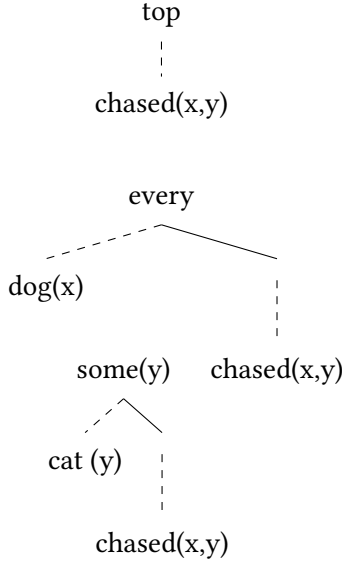 top
chased(x,y)
every
dog(x)
some(y) chased(x,y)
cat (y)
chased(x,y)